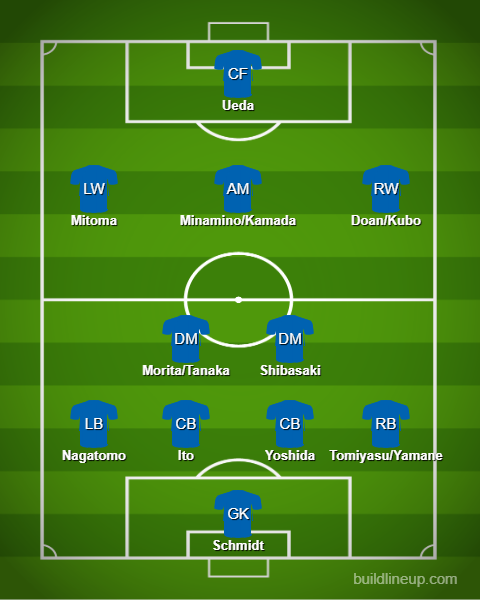 CF
Ueda
LW
AM
RW
Mitoma
Minamino/Kamada
Doan/Kubo
DM
DM
Morita/Tanaka
Shibasaki
LB
CB
CB
RB
Nagatomo
Ito
Yoshida
Tomiyasu/Yamane
GK
Schmidt
buildlineup.com